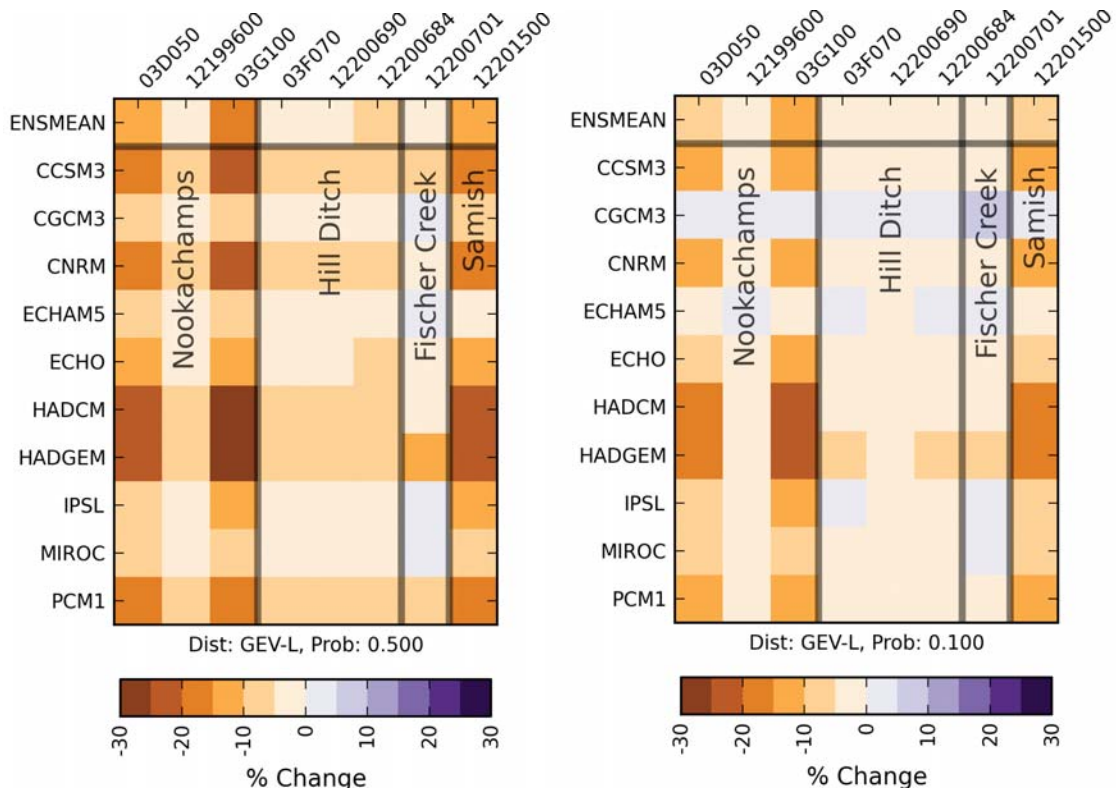 03D050
12199600
03G100
03F070
12200690
12200684
12200701
12201500
ENSMEAN
CCSM3
CGCM3
CNRM
ECHAM5
ECHO
HADCM
HADGEM
IPSL
MIROC
PCM1
Nookachamps
Hill Ditch
Fischer Creek
Samish
Dist: GEV-L, Prob: 0.500
-30
-20
-10
0
10
20
30
% Change
03D050
12199600
03G100
03F070
12200690
12200684
12200701
12201500
ENSMEAN
CCSM3
CGCM3
CNRM
ECHAM5
ECHO
HADCM
HADGEM
IPSL
MIROC
PCM1
Nookachamps
Hill Ditch
Fischer Creek
Samish
Dist: GEV-L, Prob: 0.100
-30
-20
-10
0
10
20
30
% Change